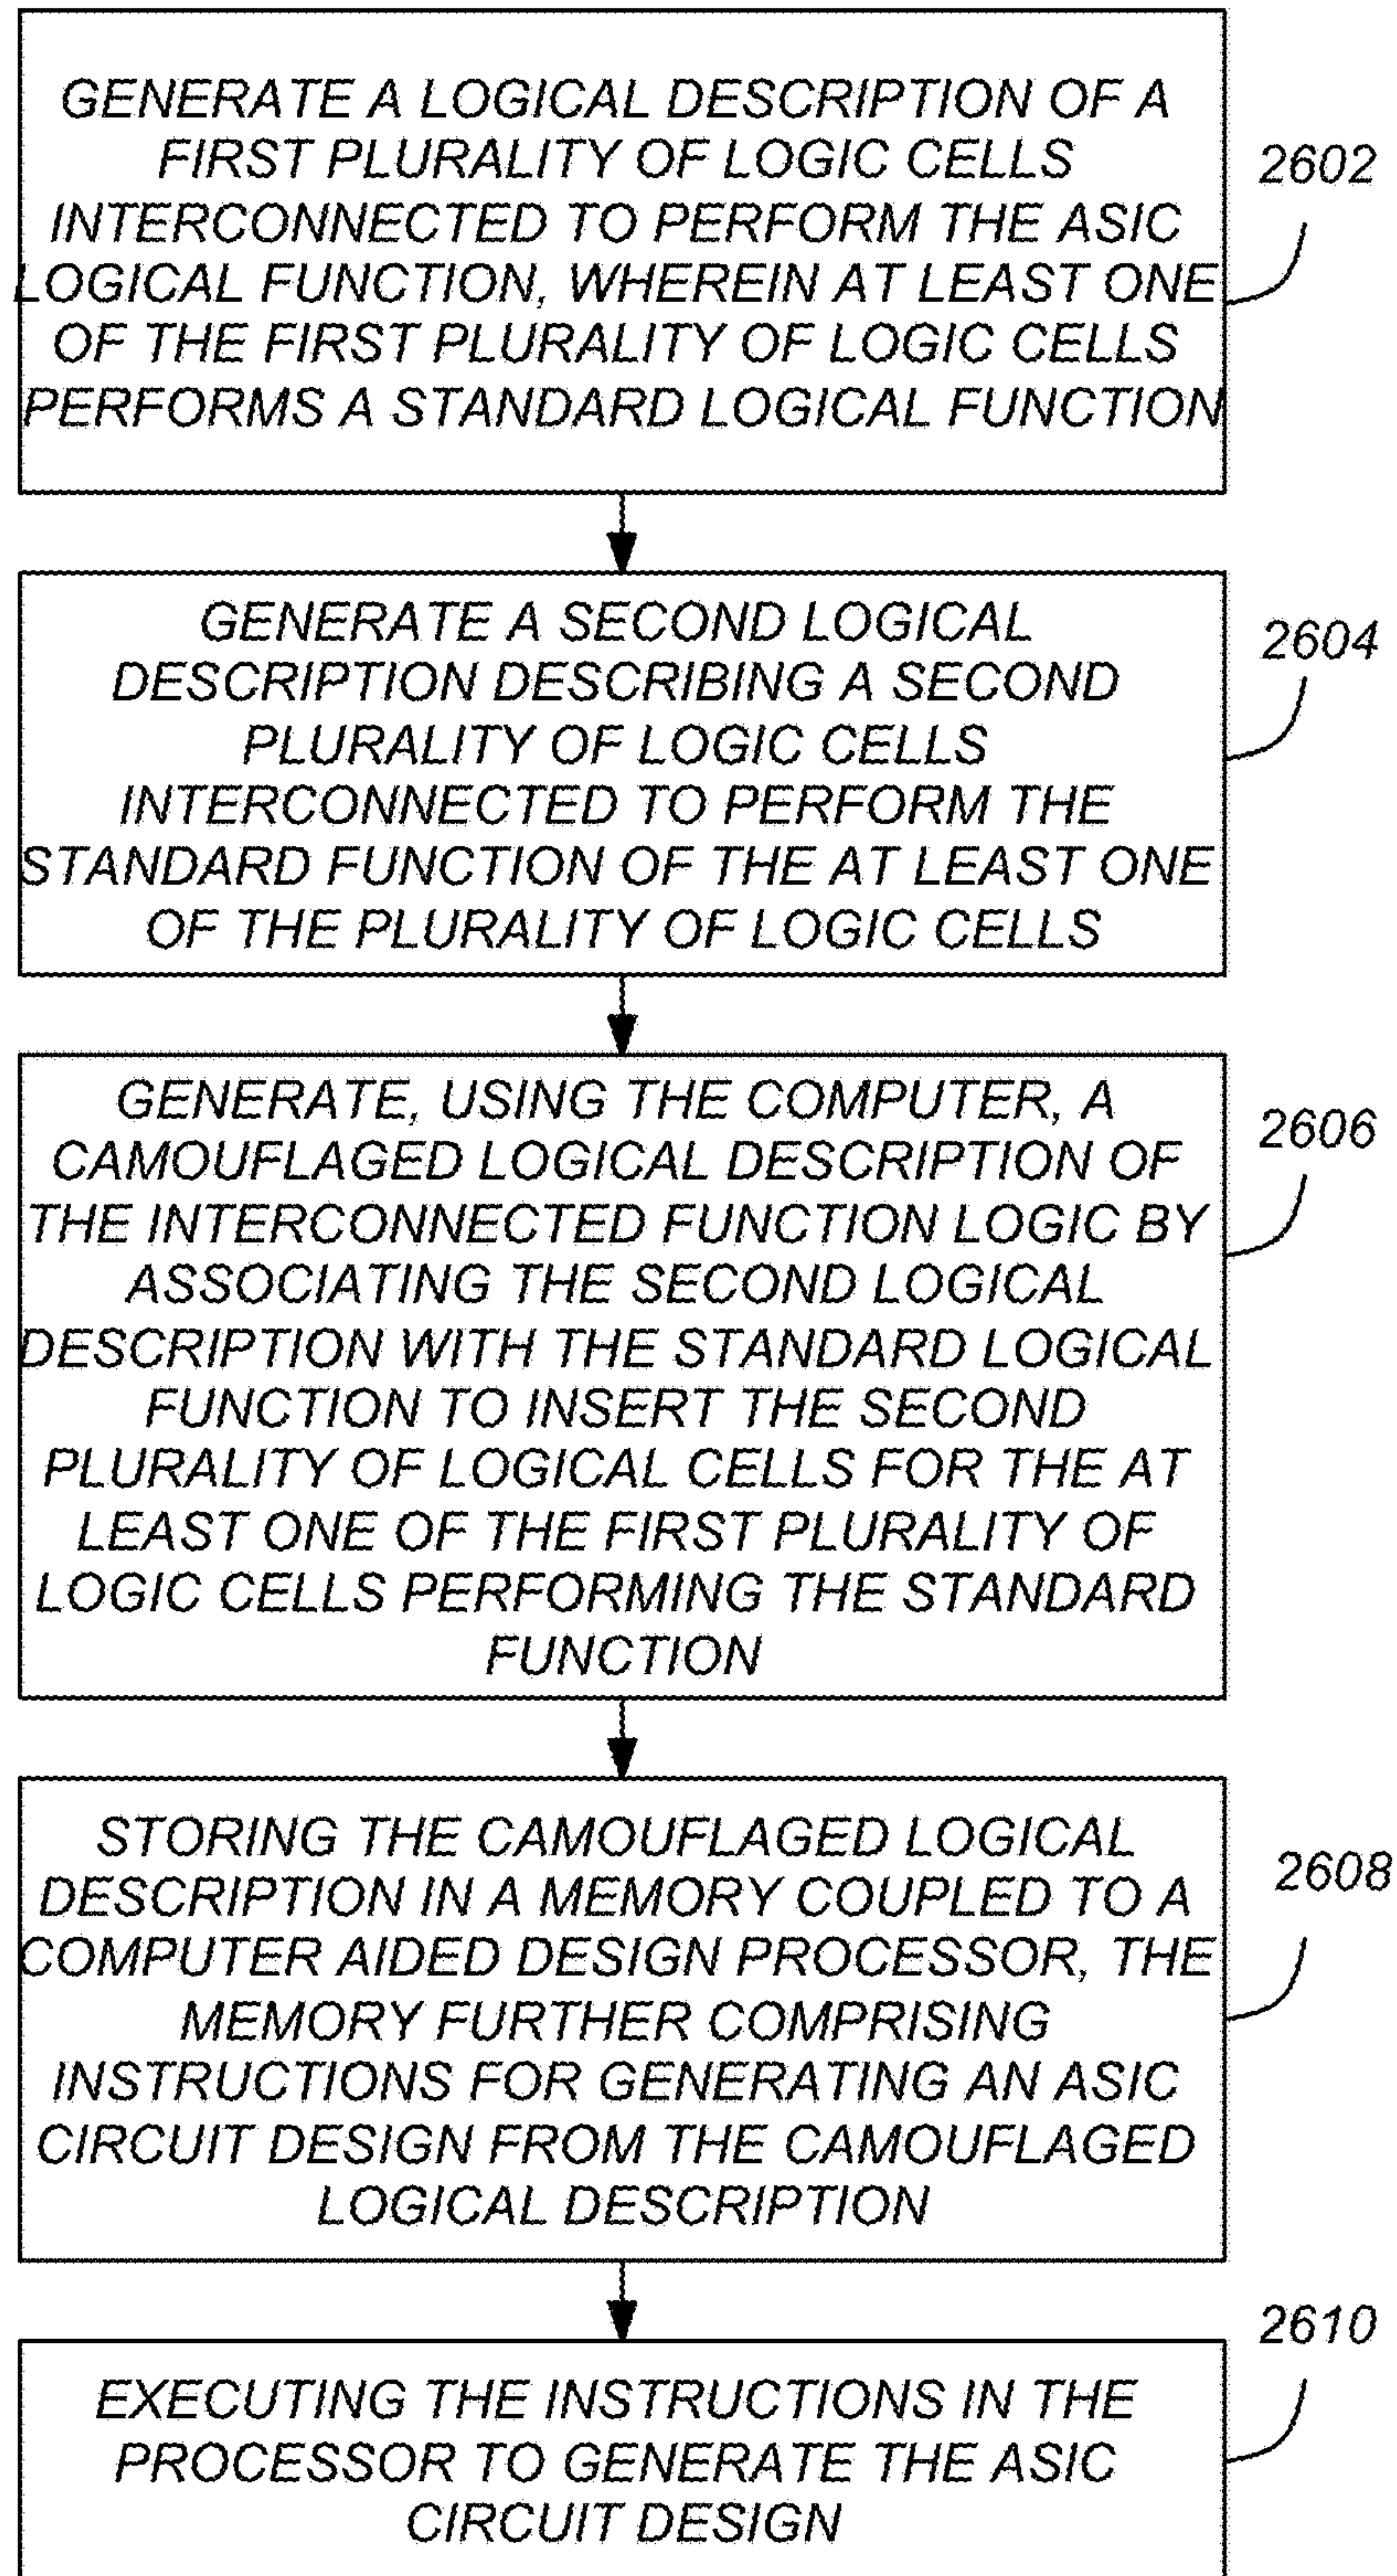 GENERATE A LOGICAL DESCRIPTION OF A
FIRST PLURALITY OF LOGIC CELLS
INTERCONNECTED TO PERFORM THE ASIC
LOGICAL FUNCTION, WHEREIN AT LEAST ONE
OF THE FIRST PLURALITY OF LOGIC CELLS
PERFORMS A STANDARD LOGICAL FUNCTION
2602
GENERATE A SECOND LOGICAL
DESCRIPTION DESCRIBING A SECOND
PLURALITY OF LOGIC CELLS
INTERCONNECTED TO PERFORM THE
STANDARD FUNCTION OF THE AT LEAST ONE
OF THE PLURALITY OF LOGIC CELLS
2604
GENERATE, USING THE COMPUTER, A
CAMOUFLAGED LOGICAL DESCRIPTION OF
THE INTERCONNECTED FUNCTION LOGIC BY
ASSOCIATING THE SECOND LOGICAL
DESCRIPTION WITH THE STANDARD LOGICAL
FUNCTION TO INSERT THE SECOND
PLURALITY OF LOGICAL CELLS FOR THE AT
LEAST ONE OF THE FIRST PLURALITY OF
LOGIC CELLS PERFORMING THE STANDARD
FUNCTION
2606
STORING THE CAMOUFLAGED LOGICAL
DESCRIPTION IN A MEMORY COUPLED TO A
COMPUTER AIDED DESIGN PROCESSOR, THE
MEMORY FURTHER COMPRISING
INSTRUCTIONS FOR GENERATING AN ASIC
CIRCUIT DESIGN FROM THE CAMOUFLAGED
LOGICAL DESCRIPTION
2608
EXECUTING THE INSTRUCTIONS IN THE
PROCESSOR TO GENERATE THE ASIC
CIRCUIT DESIGN
2610